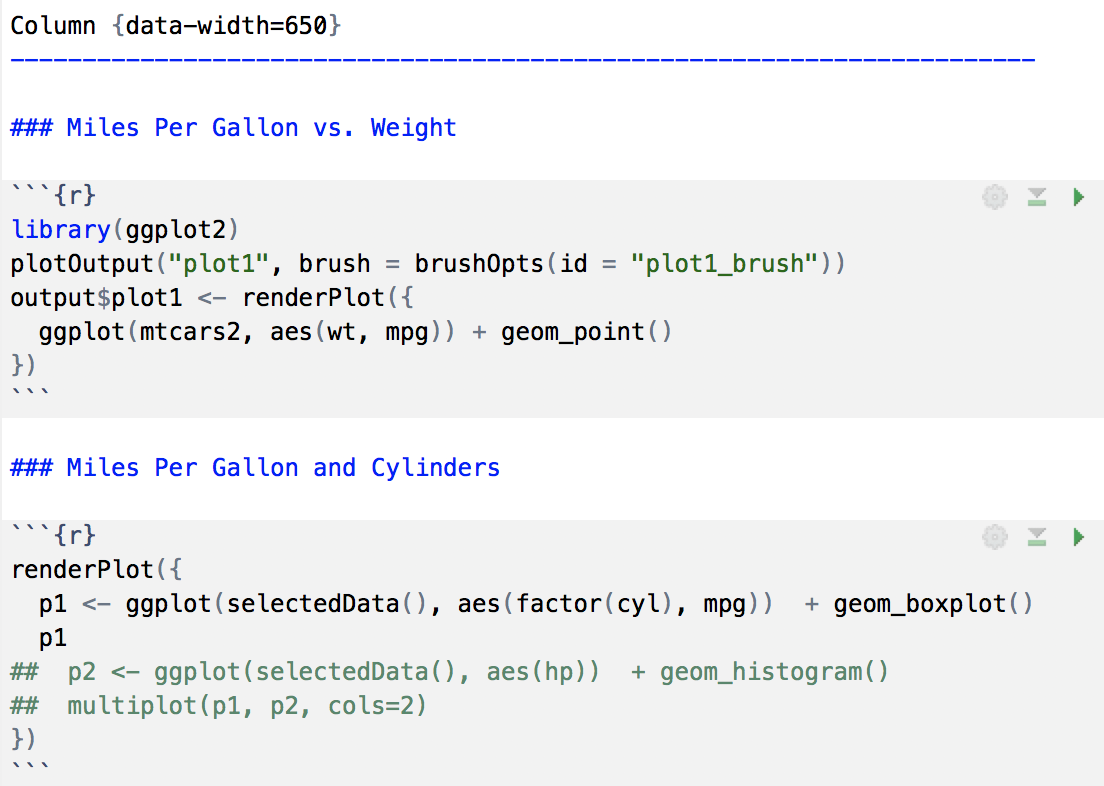 Column {data-width=650}
-----------------------------------------------------------------------
### Miles Per Gallon vs. Weight
```{r}
library(ggplot2)
plotOutput("plot1", brush = brushOpts(id = "plot1_brush"))
output$plot1 <- renderPlot({
  ggplot(mtcars2, aes(wt, mpg)) + geom_point()
})
```
### Miles Per Gallon and Cylinders
```{r}
renderPlot({
  p1 <- ggplot(selectedData(), aes(factor(cyl), mpg))  + geom_boxplot()
  p1
##  p2 <- ggplot(selectedData(), aes(hp))  + geom_histogram()
##  multiplot(p1, p2, cols=2)
})
```